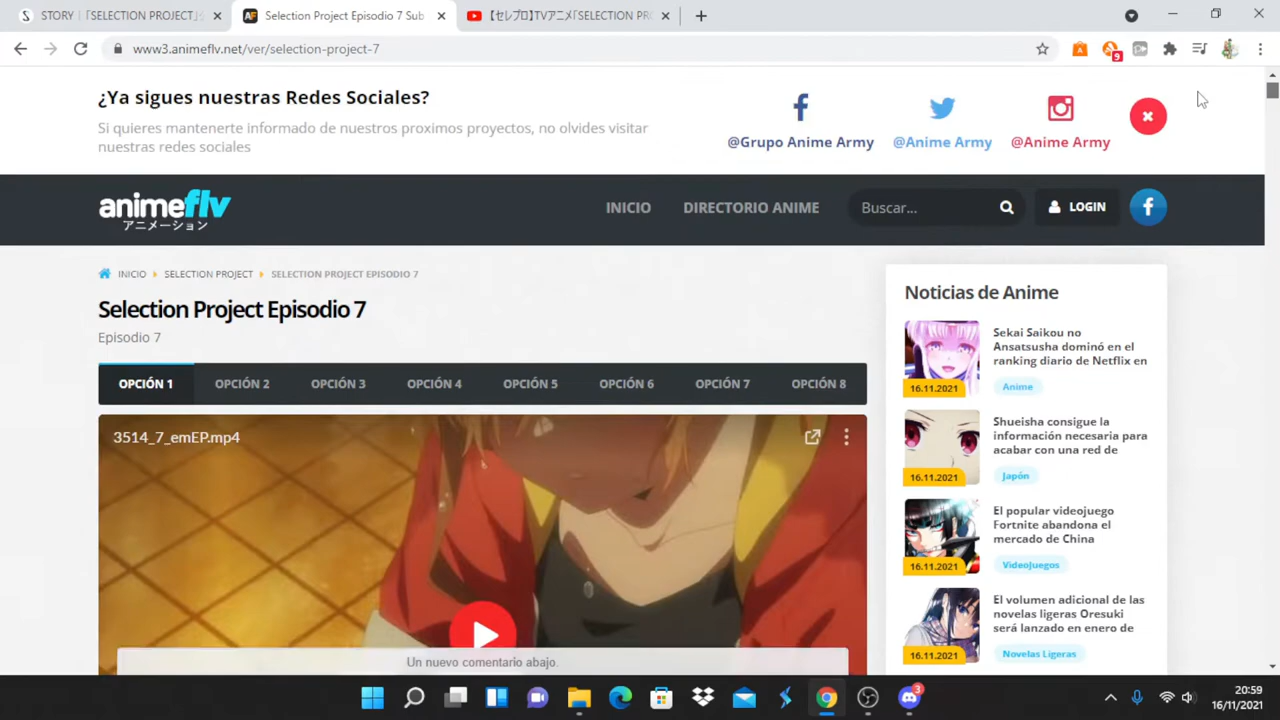 STORY |「SELECTION PROJECT」
Selection Project Episodio 7 Sub
【セレプロ】TVアニメ「SELECTION PRO
www3.animeflv.net/ver/selection-project-7
9
¿Ya sigues nuestras Redes Sociales?
Si quieres mantenerte informado de nuestros proximos proyectos, no olvides visitar
nuestras redes sociales
@Grupo Anime Army
@Anime Army
@Anime Army
animeflv
アニメーション
INICIO
DIRECTORIO ANIME
Buscar...
LOGIN
INICIO
SELECTION PROJECT
SELECTION PROJECT EPISODIO 7
Selection Project Episodio 7
Episodio 7
OPCIÓN 1
OPCIÓN 2
OPCIÓN 3
OPCIÓN 4
OPCIÓN 5
OPCIÓN 6
OPCIÓN 7
OPCIÓN 8
3514_7_emEP.mp4
Un nuevo comentario abajo.
Noticias de Anime
Sekai Saikou no
Ansatsusha dominó en el
ranking diario de Netflix en
16.11.2021
Anime
Shueisha consigue la
información necesaria para
acabar con una red de
16.11.2021
Japón
El popular videojuego
Fortnite abandona el
mercado de China
16.11.2021
VideoJuegos
El volumen adicional de las
novelas ligeras Oresuki
será lanzado en enero de
16.11.2021
Novelas Ligeras
3
20:59
16/11/2021